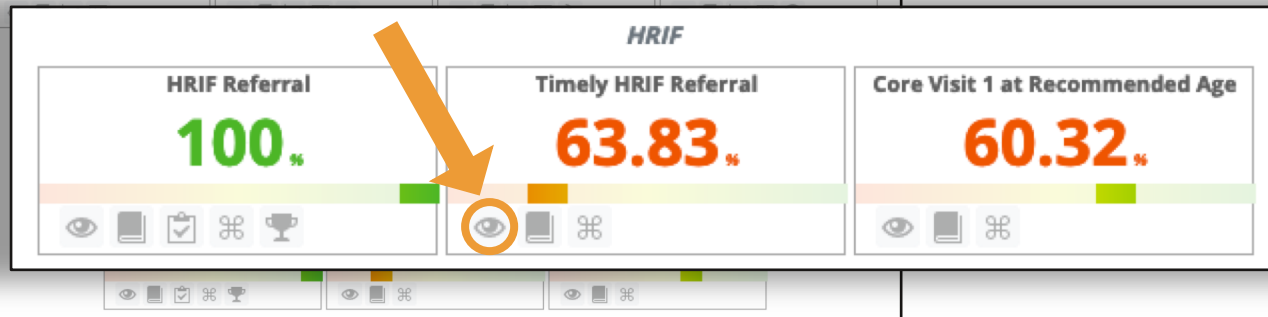 HRIF
HRIF Referral
100 %
Timely HRIF Referral
63.83 %
Core Visit 1 at Recommended Age
60.32 %